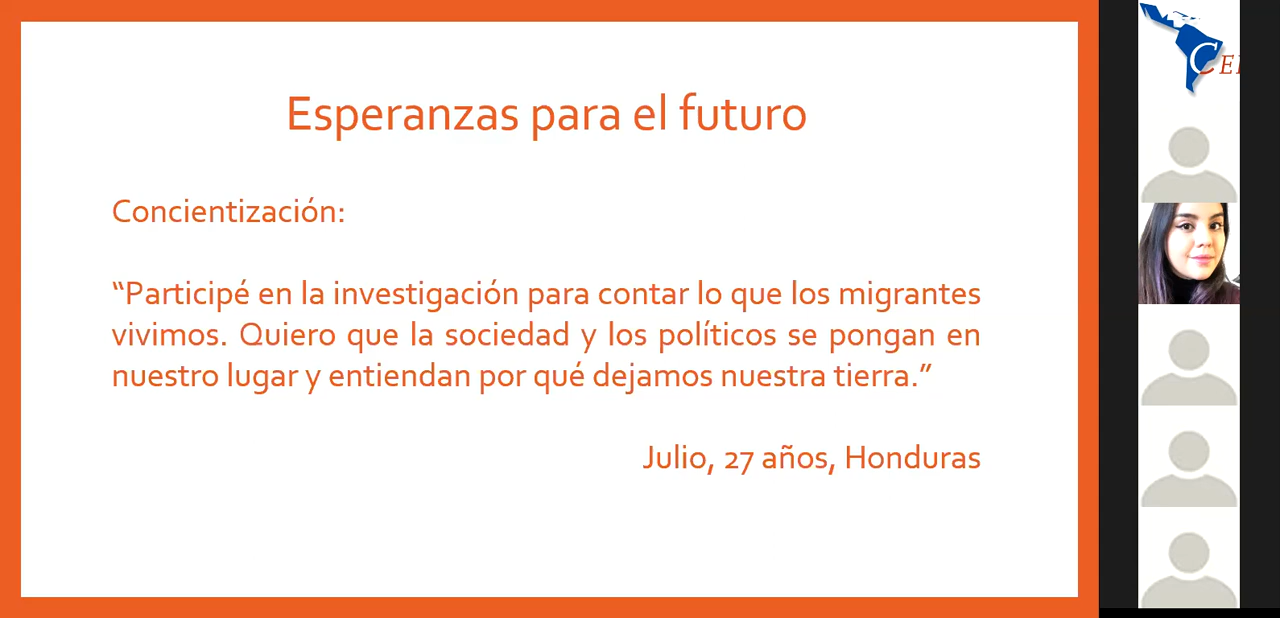 Esperanzas para el futuro
Concientización:
“Participé en la investigación para contar lo que los migrantes
vivimos. Quiero que la sociedad y los políticos se pongan en
nuestro lugar y entiendan por qué dejamos nuestra tierra.”
Julio, 27 años, Honduras